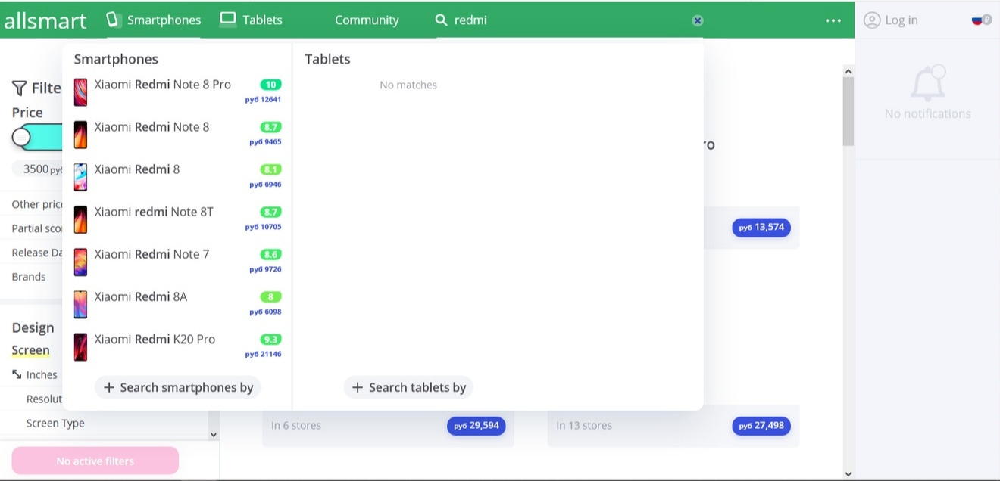 allsmart Smartphones Tablets Community redmi ... Log in
Smartphones
Xiaomi Redmi Note 8 Pro 10
руб 12641
Xiaomi Redmi Note 8 8.7
руб 9465
Xiaomi Redmi 8 8.1
руб 6946
Xiaomi redmi Note 8T 8.7
руб 10705
Xiaomi Redmi Note 7 8.6
руб 9726
Xiaomi Redmi 8A 8
руб 6098
Xiaomi Redmi K20 Pro 9.3
руб 21146
+ Search smartphones by
Tablets
No matches
+ Search tablets by
Filte
Price
3500 руб
Other price
Partial sco
Release Da
Brands
Design
Screen
Inches
Resolut
Screen Type
No active filters
ro
руб 13,574
In 6 stores руб 29,594
In 13 stores руб 27,498
No notifications